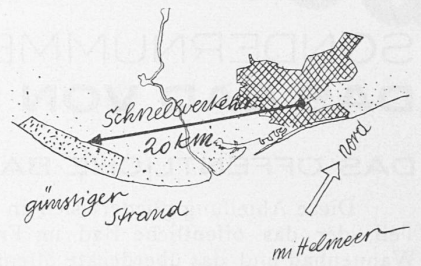 Schnellverkehr
20 km
günstiger
Strand
nord
mittelmeer